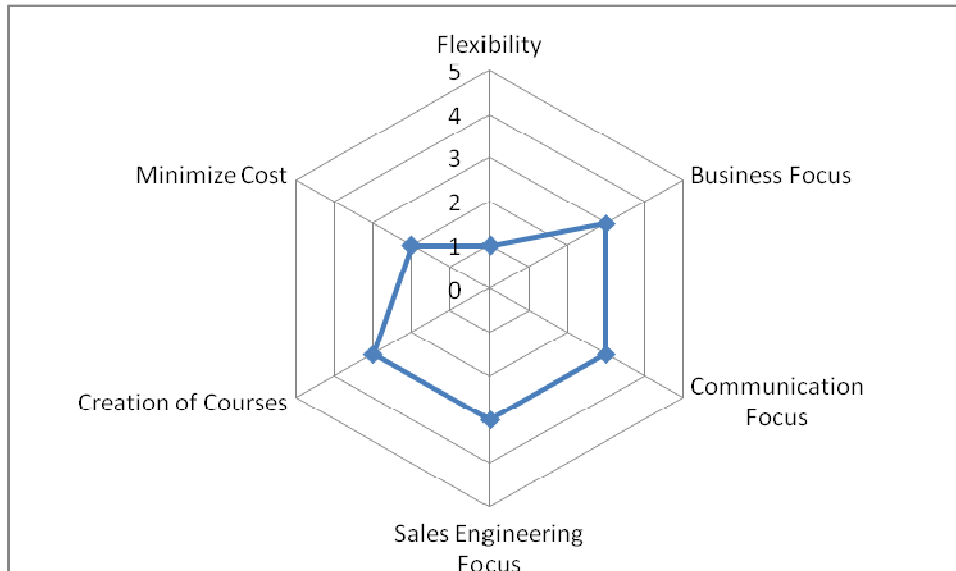 Flexibility
5
4
3
2
1
0
Business Focus
Communication
Focus
Sales Engineering
Focus
Creation of Courses
Minimize Cost